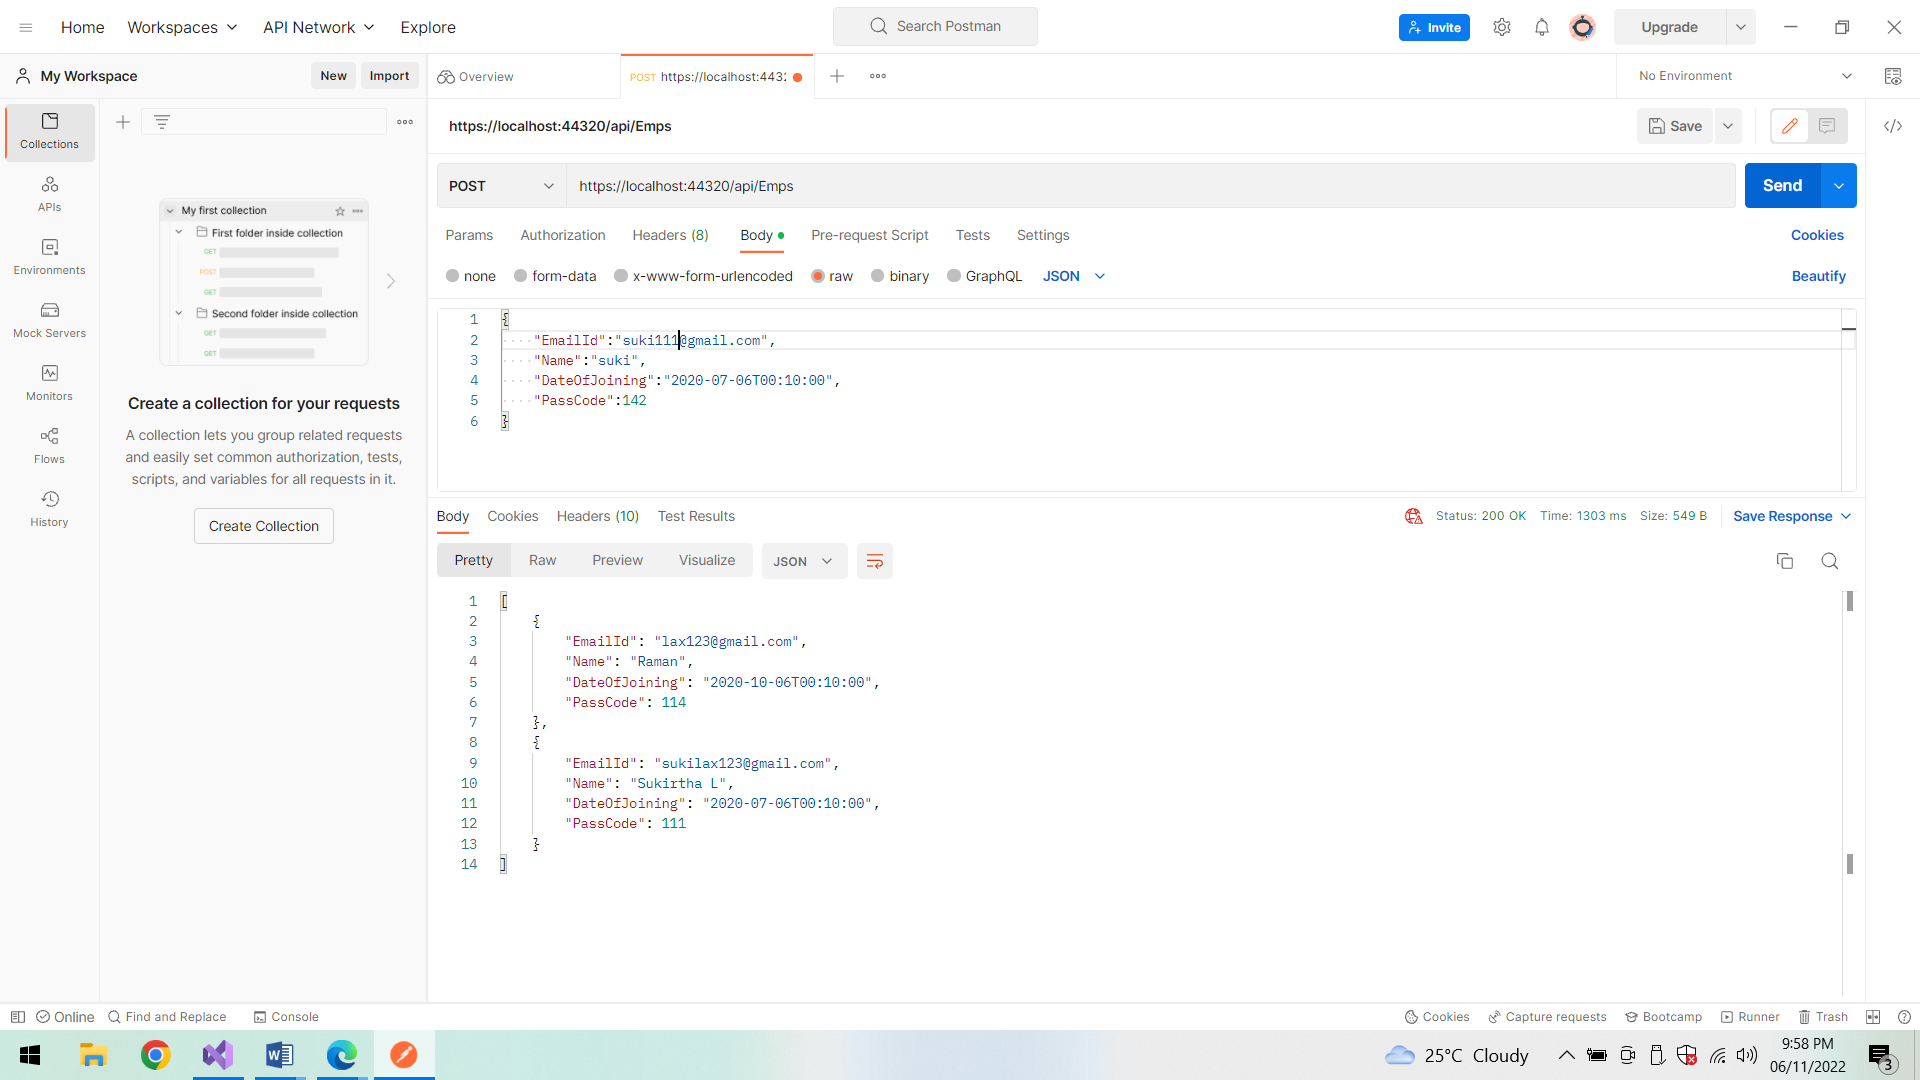 Home Workspaces API Network Explore Search Postman Invite Upgrade
My Workspace New Import Overview POST https://localhost:443: No Environment
https://localhost:44320/api/Emps Save
Collections
APIs
Environments
Mock Servers
Monitors
Flows
History
My first collection
First folder inside collection
GET
POST
GET
Second folder inside collection
GET
GET
Create a collection for your requests
A collection lets you group related requests
and easily set common authorization, tests,
scripts, and variables for all requests in it.
Create Collection
POST https://localhost:44320/api/Emps Send
Params Authorization Headers (8) Body Pre-request Script Tests Settings Cookies
none form-data x-www-form-urlencoded raw binary GraphQL JSON Beautify
1 {
2 "EmailId":"suki111@gmail.com",
3 "Name":"suki",
4 "DateOfJoining":"2020-07-06T00:10:00",
5 "PassCode":142
6 }
Body Cookies Headers (10) Test Results Status: 200 OK Time: 1303 ms Size: 549 B Save Response
Pretty Raw Preview Visualize JSON
1 [
2 {
3 "EmailId": "lax123@gmail.com",
4 "Name": "Raman",
5 "DateOfJoining": "2020-10-06T00:10:00",
6 "PassCode": 114
7 },
8 {
9 "EmailId": "sukilax123@gmail.com",
10 "Name": "Sukirtha L",
11 "DateOfJoining": "2020-07-06T00:10:00",
12 "PassCode": 111
13 }
14 ]
Online Find and Replace Console Cookies Capture requests Bootcamp Runner Trash
25°C Cloudy 9:58 PM
06/11/2022 3